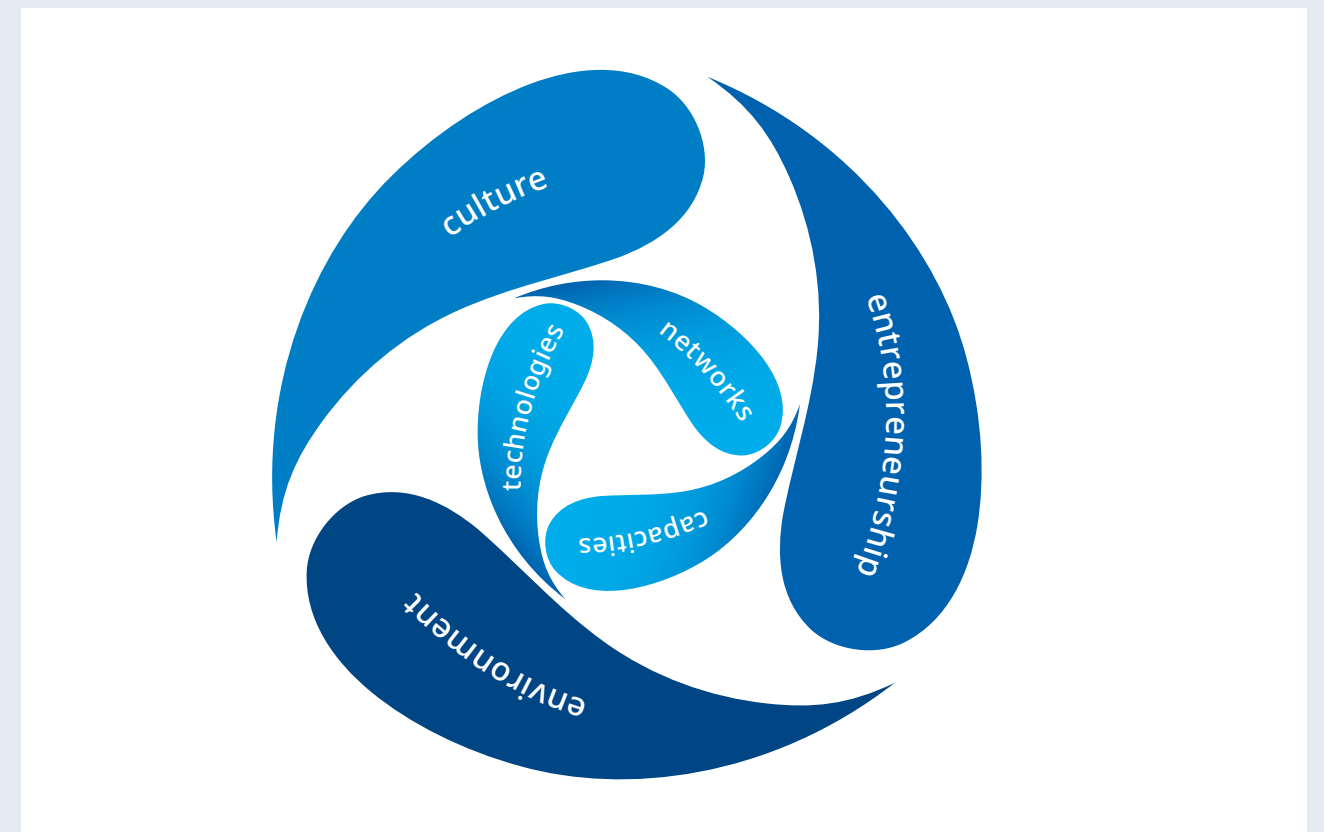 culture
entrepreneurship
networks
technologies
capacities
environment